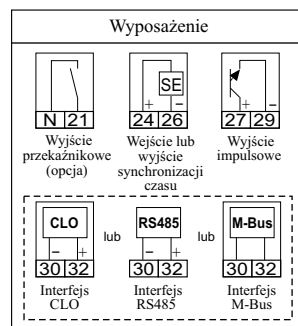 Wyposażenie
SE
+ − + −
N 21 24 26 27 29
Wyjście
przekaźnikowe
(opcja)
Wejście lub
wyjście
synchronizacji
czasu
Wyjście
impulsowe
CLO lub RS485 lub M-Bus
− + − +
30 32 30 32 30 32
Interfejs
CLO
Interfejs
RS485
Interfejs
M-Bus